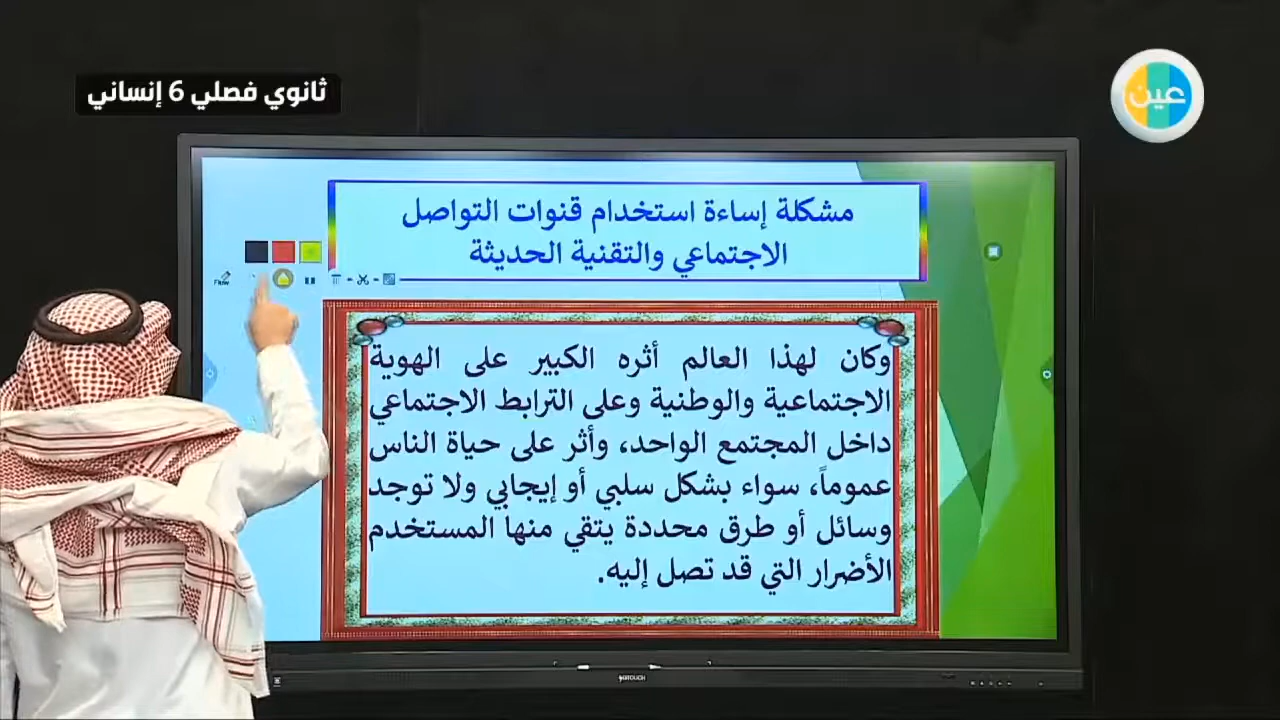 ثانوي فصلي 6 إنساني
عين
مشكلة إساءة استخدام قنوات التواصل
الاجتماعي والتقنية الحديثة
وكان لهذا العالم أثره الكبير على الهوية
الاجتماعية والوطنية وعلى الترابط الاجتماعي
داخل المجتمع الواحد، وأثر على حياة الناس
عموماً، سواء بشكل سلبي أو إيجابي ولا توجد
وسائل أو طرق محددة يتقي منها المستخدم
الأضرار التي قد تصل إليه.